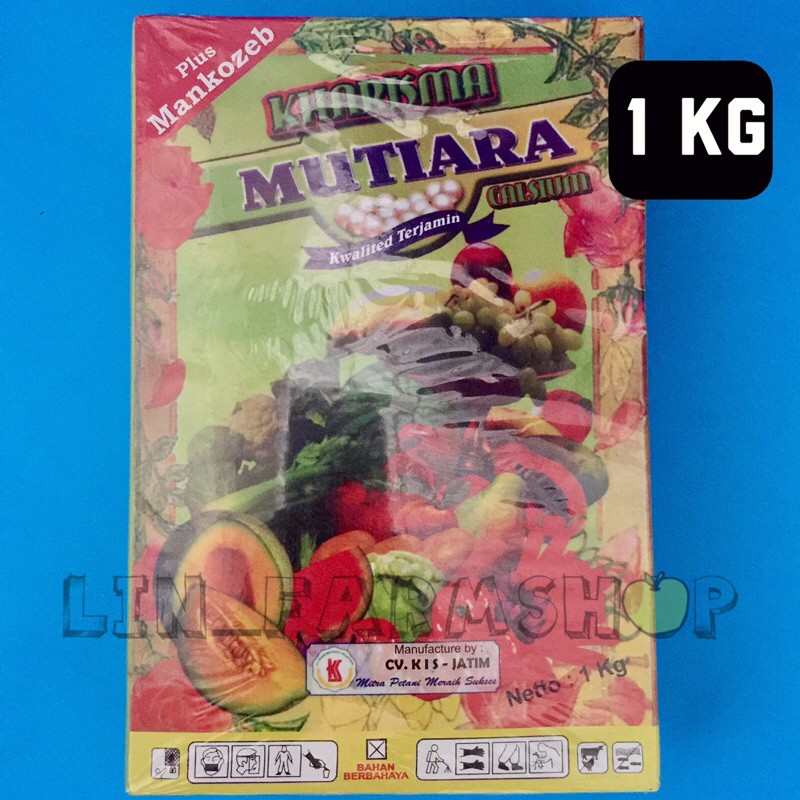 Plus
Mankozeb
1 KG
KHARISMA
MUTIARA
CALSIUM
Kwalited Terjamin
LIN_FARMSHOP
Manufacture by :
CV. KIS - JATIM
Mitra Petani Meraih Sukses
Netto : 1 Kg
BAHAN
BERBAHAYA